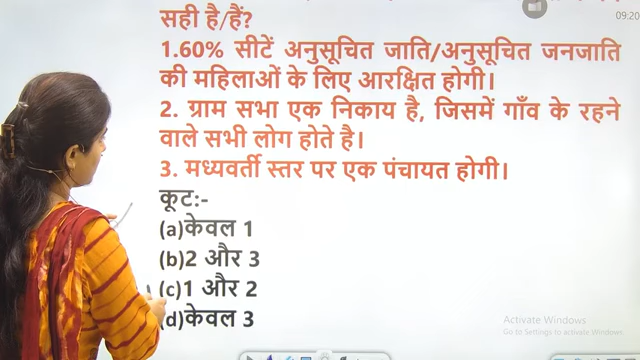 सही है/हैं?
1.60% सीटें अनुसूचित जाति/अनुसूचित जनजाति
की महिलाओं के लिए आरक्षित होगी।
2. ग्राम सभा एक निकाय है, जिसमें गाँव के रहने
वाले सभी लोग होते है।
3. मध्यवर्ती स्तर पर एक पंचायत होगी।
कूट:-
(a)केवल 1
(b)2 और 3
(c)1 और 2
(d)केवल 3
09:20
Activate Windows
Go to Settings to activate Windows.